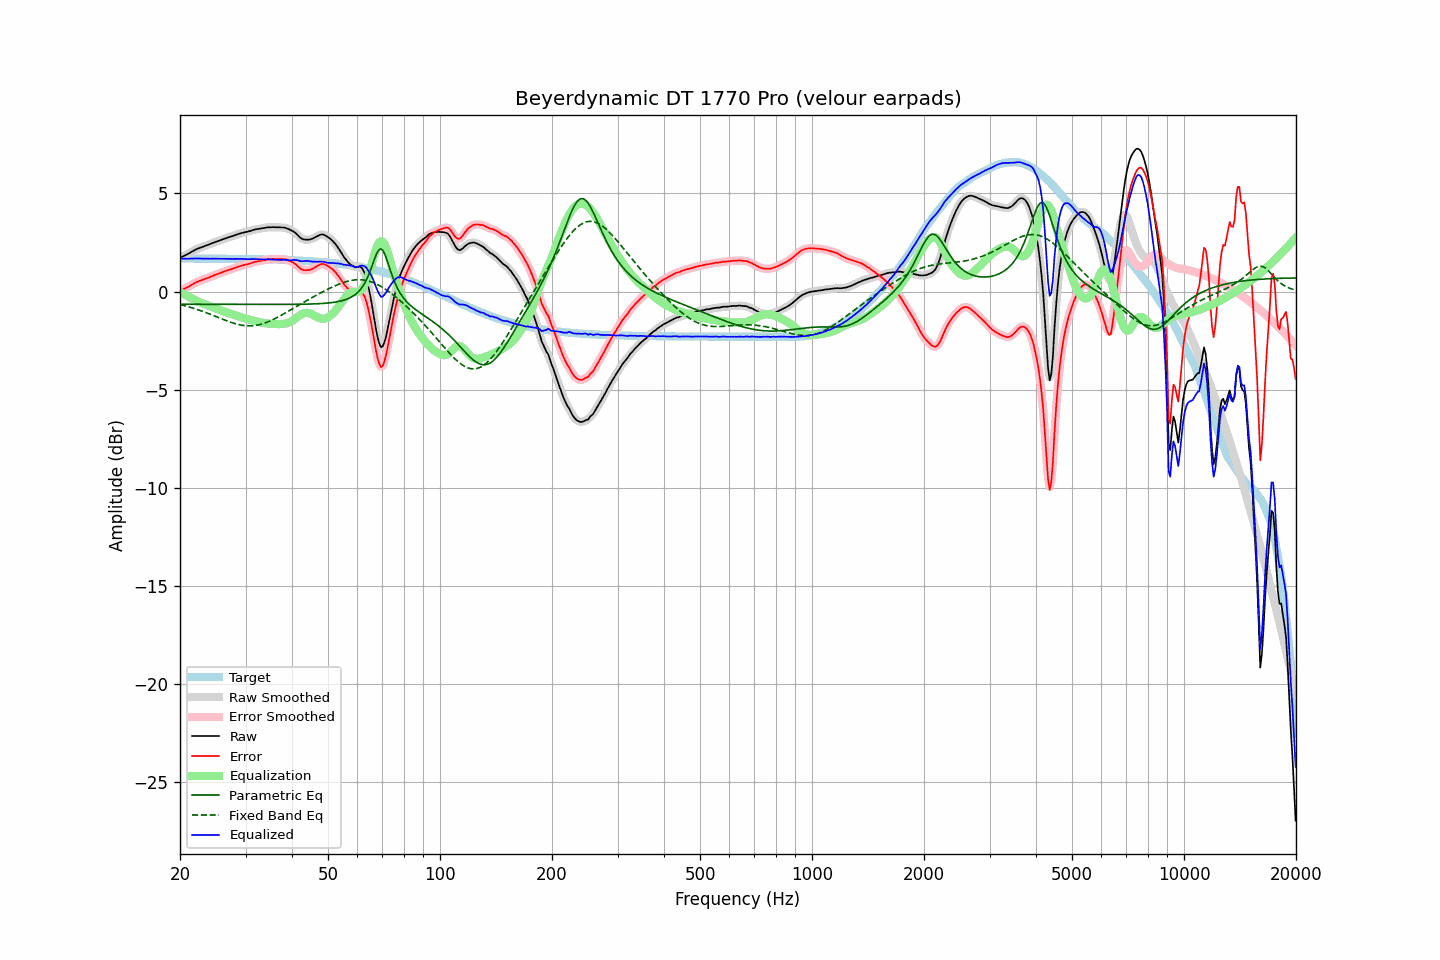 Beyerdynamic DT 1770 Pro (velour earpads)
Amplitude (dBr)
5
0
−5
−10
−15
−20
−25
Target
Raw Smoothed
Error Smoothed
Raw
Error
Equalization
Parametric Eq
Fixed Band Eq
Equalized
20 50 100 200 500 1000 2000 5000 10000 20000
Frequency (Hz)